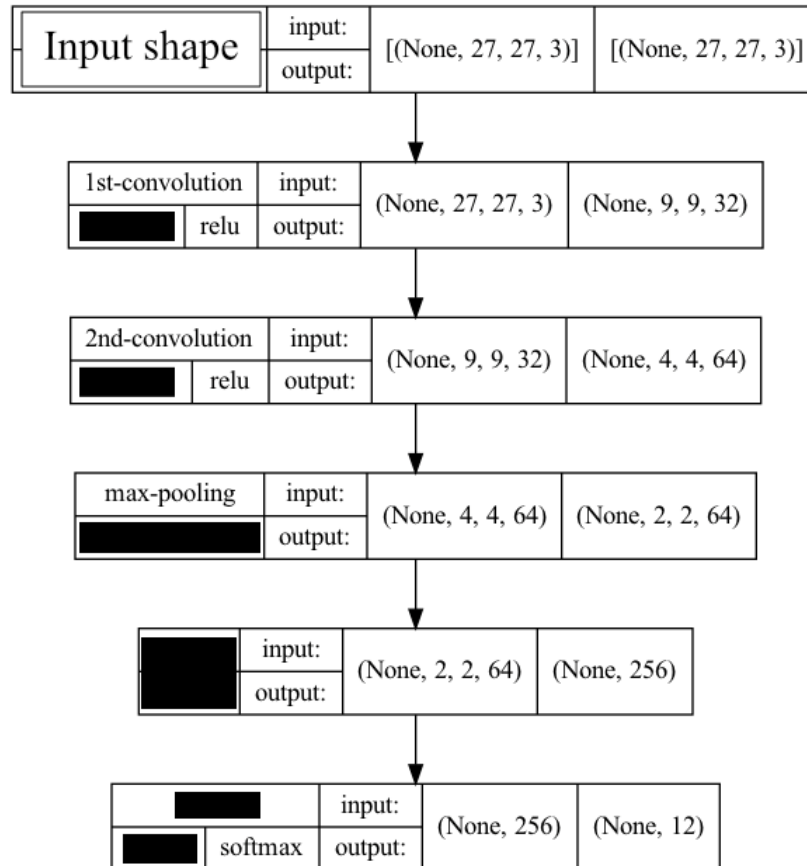 Input shape
input:
output:
[(None, 27, 27, 3)]
[(None, 27, 27, 3)]
1st-convolution
relu
input:
output:
(None, 27, 27, 3)
(None, 9, 9, 32)
2nd-convolution
relu
input:
output:
(None, 9, 9, 32)
(None, 4, 4, 64)
max-pooling
input:
output:
(None, 4, 4, 64)
(None, 2, 2, 64)
input:
output:
(None, 2, 2, 64)
(None, 256)
softmax
input:
output:
(None, 256)
(None, 12)